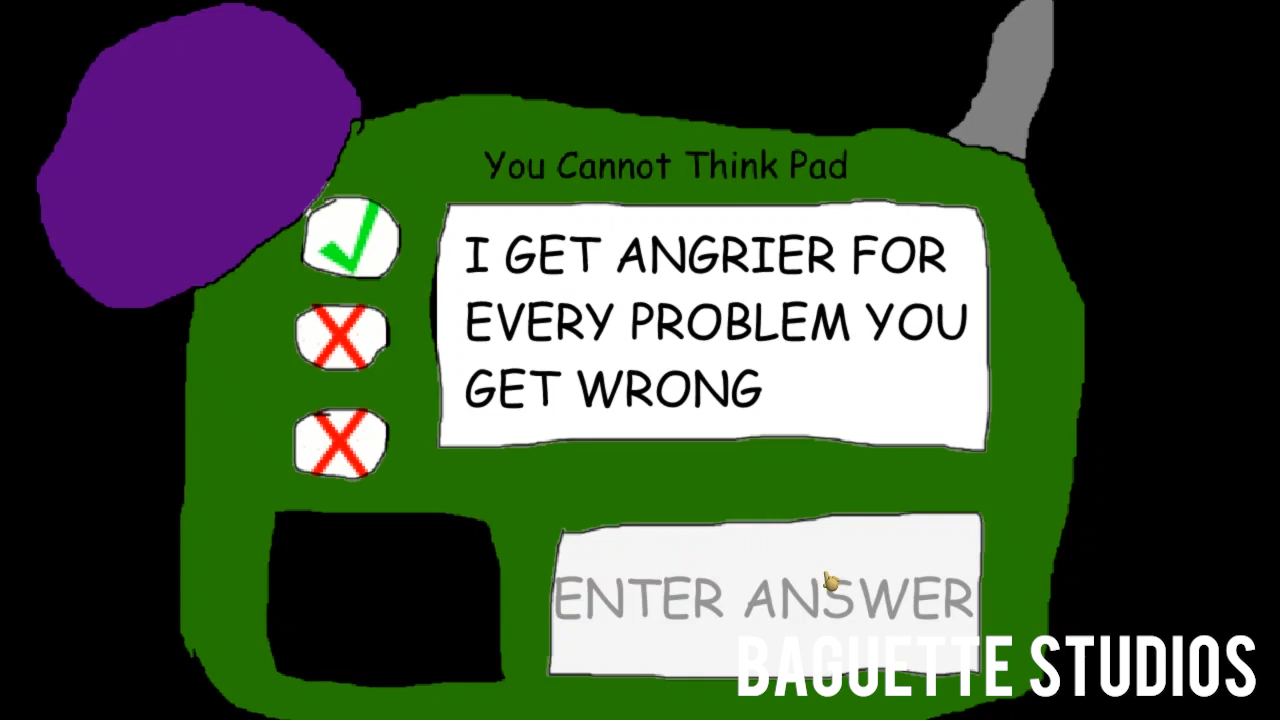 You Cannot Think Pad
I GET ANGRIER FOR
EVERY PROBLEM YOU
GET WRONG
ENTER ANSWER
BAGUETTE STUDIOS